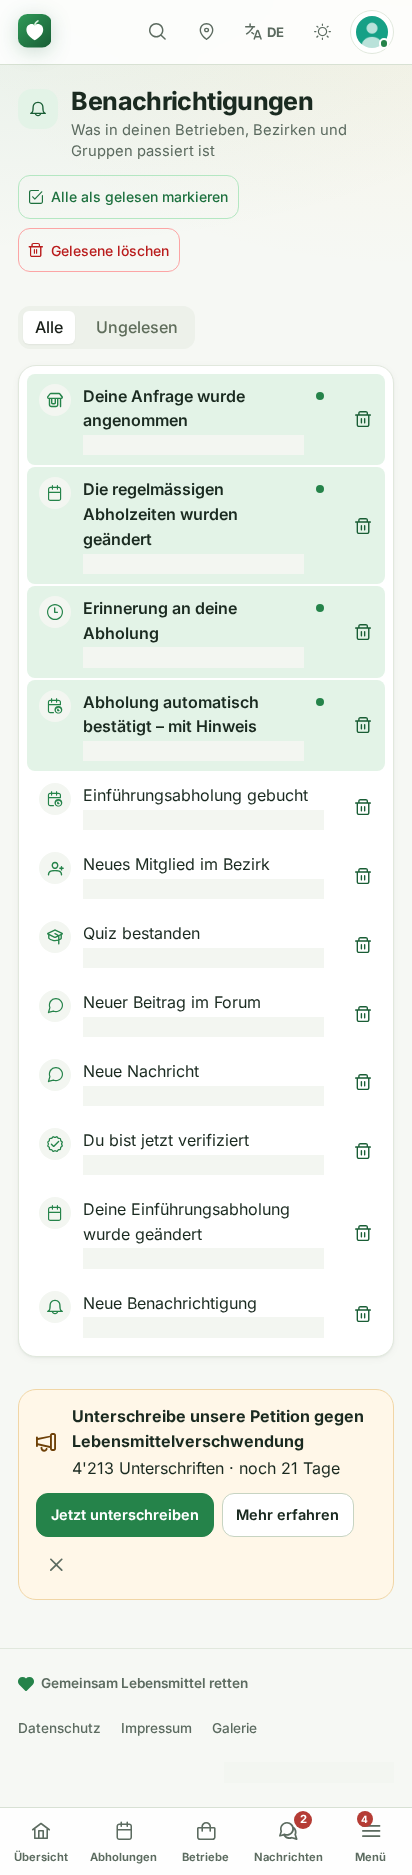 DE
Benachrichtigungen
Was in deinen Betrieben, Bezirken und
Gruppen passiert ist
Alle als gelesen markieren
Gelesene löschen
Alle
Ungelesen
Deine Anfrage wurde
angenommen
Die regelmässigen
Abholzeiten wurden
geändert
Erinnerung an deine
Abholung
Abholung automatisch
bestätigt – mit Hinweis
Einführungsabholung gebucht
Neues Mitglied im Bezirk
Quiz bestanden
Neuer Beitrag im Forum
Neue Nachricht
Du bist jetzt verifiziert
Deine Einführungsabholung
wurde geändert
Neue Benachrichtigung
Unterschreibe unsere Petition gegen
Lebensmittelverschwendung
4'213 Unterschriften · noch 21 Tage
Jetzt unterschreiben
Mehr erfahren
Gemeinsam Lebensmittel retten
Datenschutz
Impressum
Galerie
2
4
Übersicht
Abholungen
Betriebe
Nachrichten
Menü